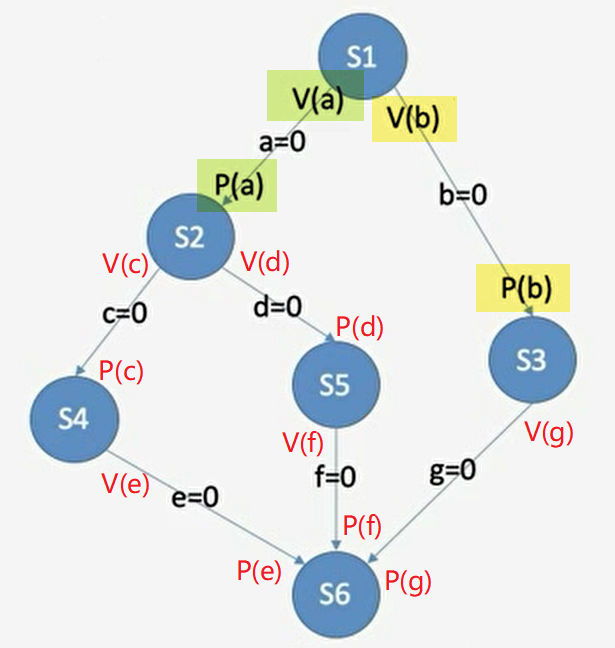 S1
V(a)
V(b)
a=0
P(a)
b=0
S2
V(c)
V(d)
P(b)
c=0
d=0
P(d)
P(c)
S5
S3
S4
V(f)
V(g)
V(e)
f=0
g=0
e=0
P(f)
P(e)
P(g)
S6